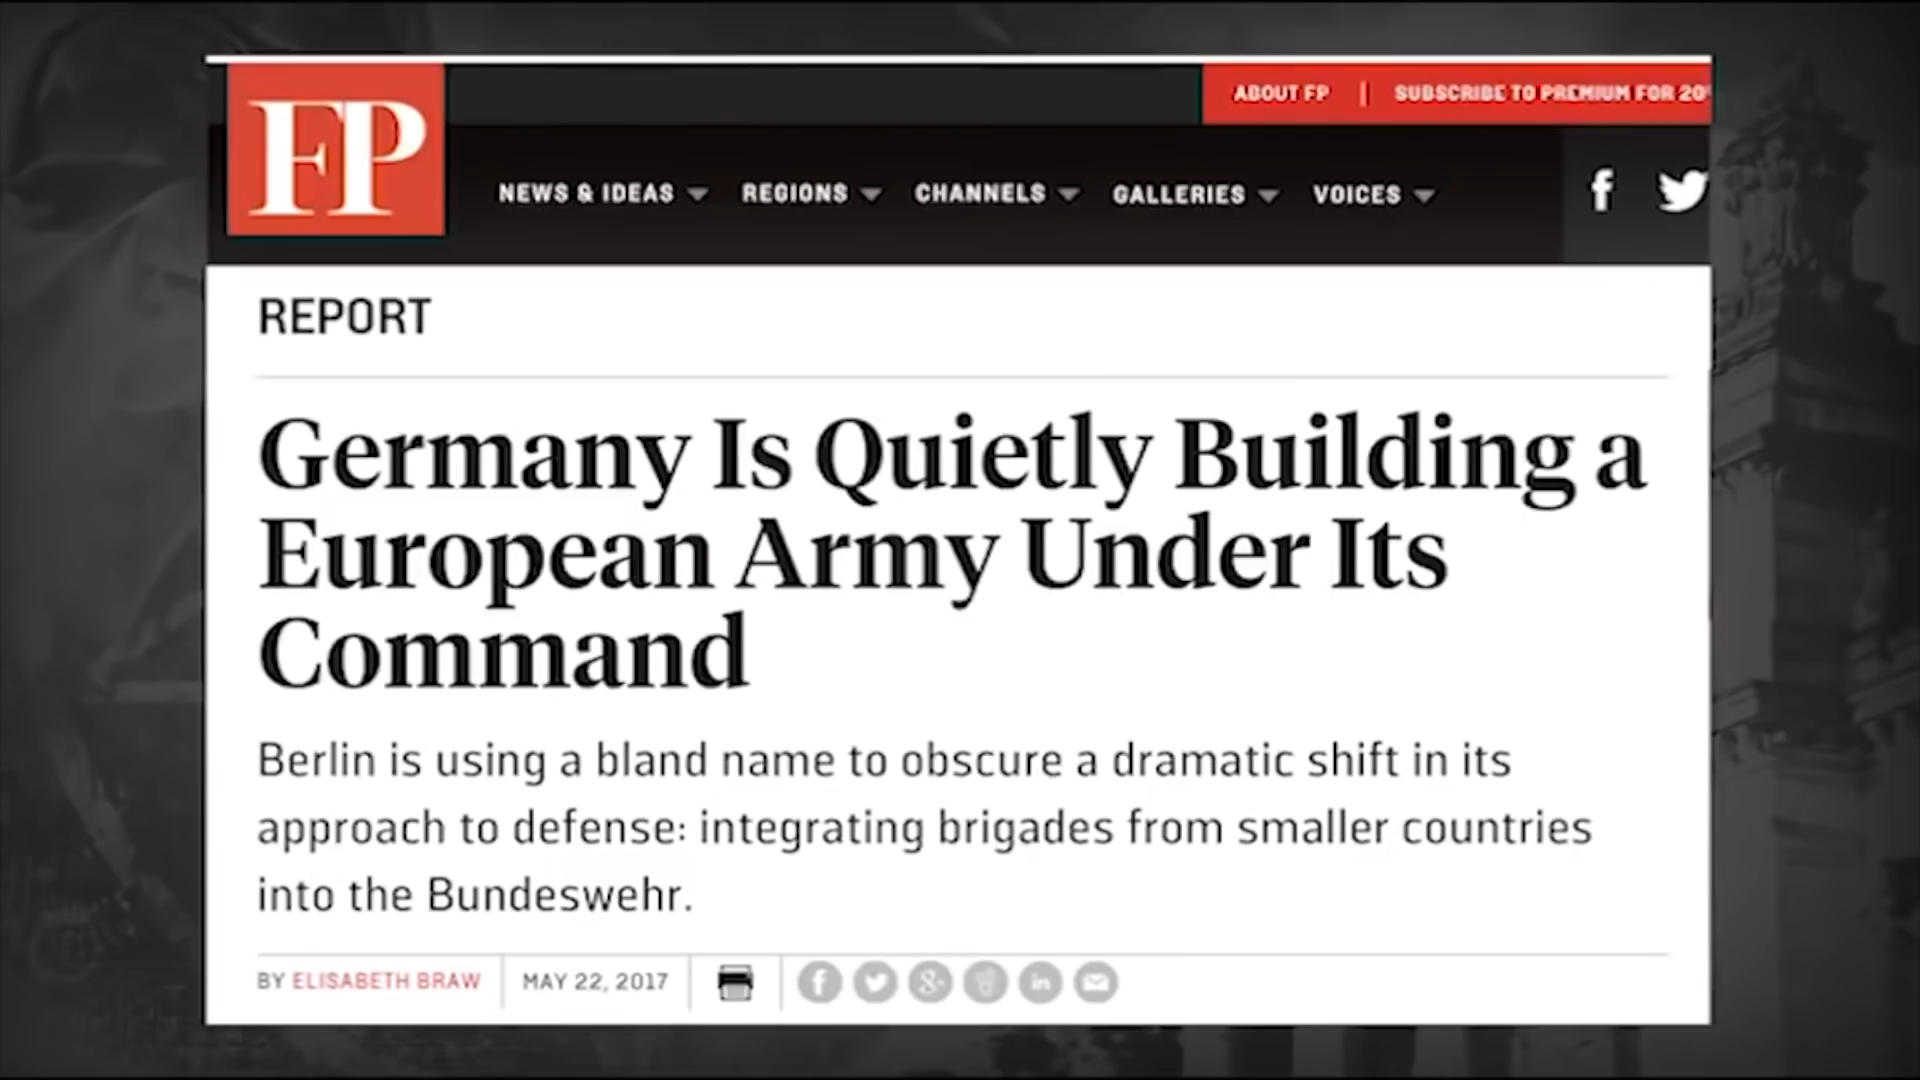 FP
ABOUT FP | SUBSCRIBE TO PREMIUM FOR 20
NEWS & IDEAS REGIONS CHANNELS GALLERIES VOICES
REPORT
Germany Is Quietly Building a
European Army Under Its
Command
Berlin is using a bland name to obscure a dramatic shift in its
approach to defense: integrating brigades from smaller countries
into the Bundeswehr.
BY ELISABETH BRAW MAY 22, 2017